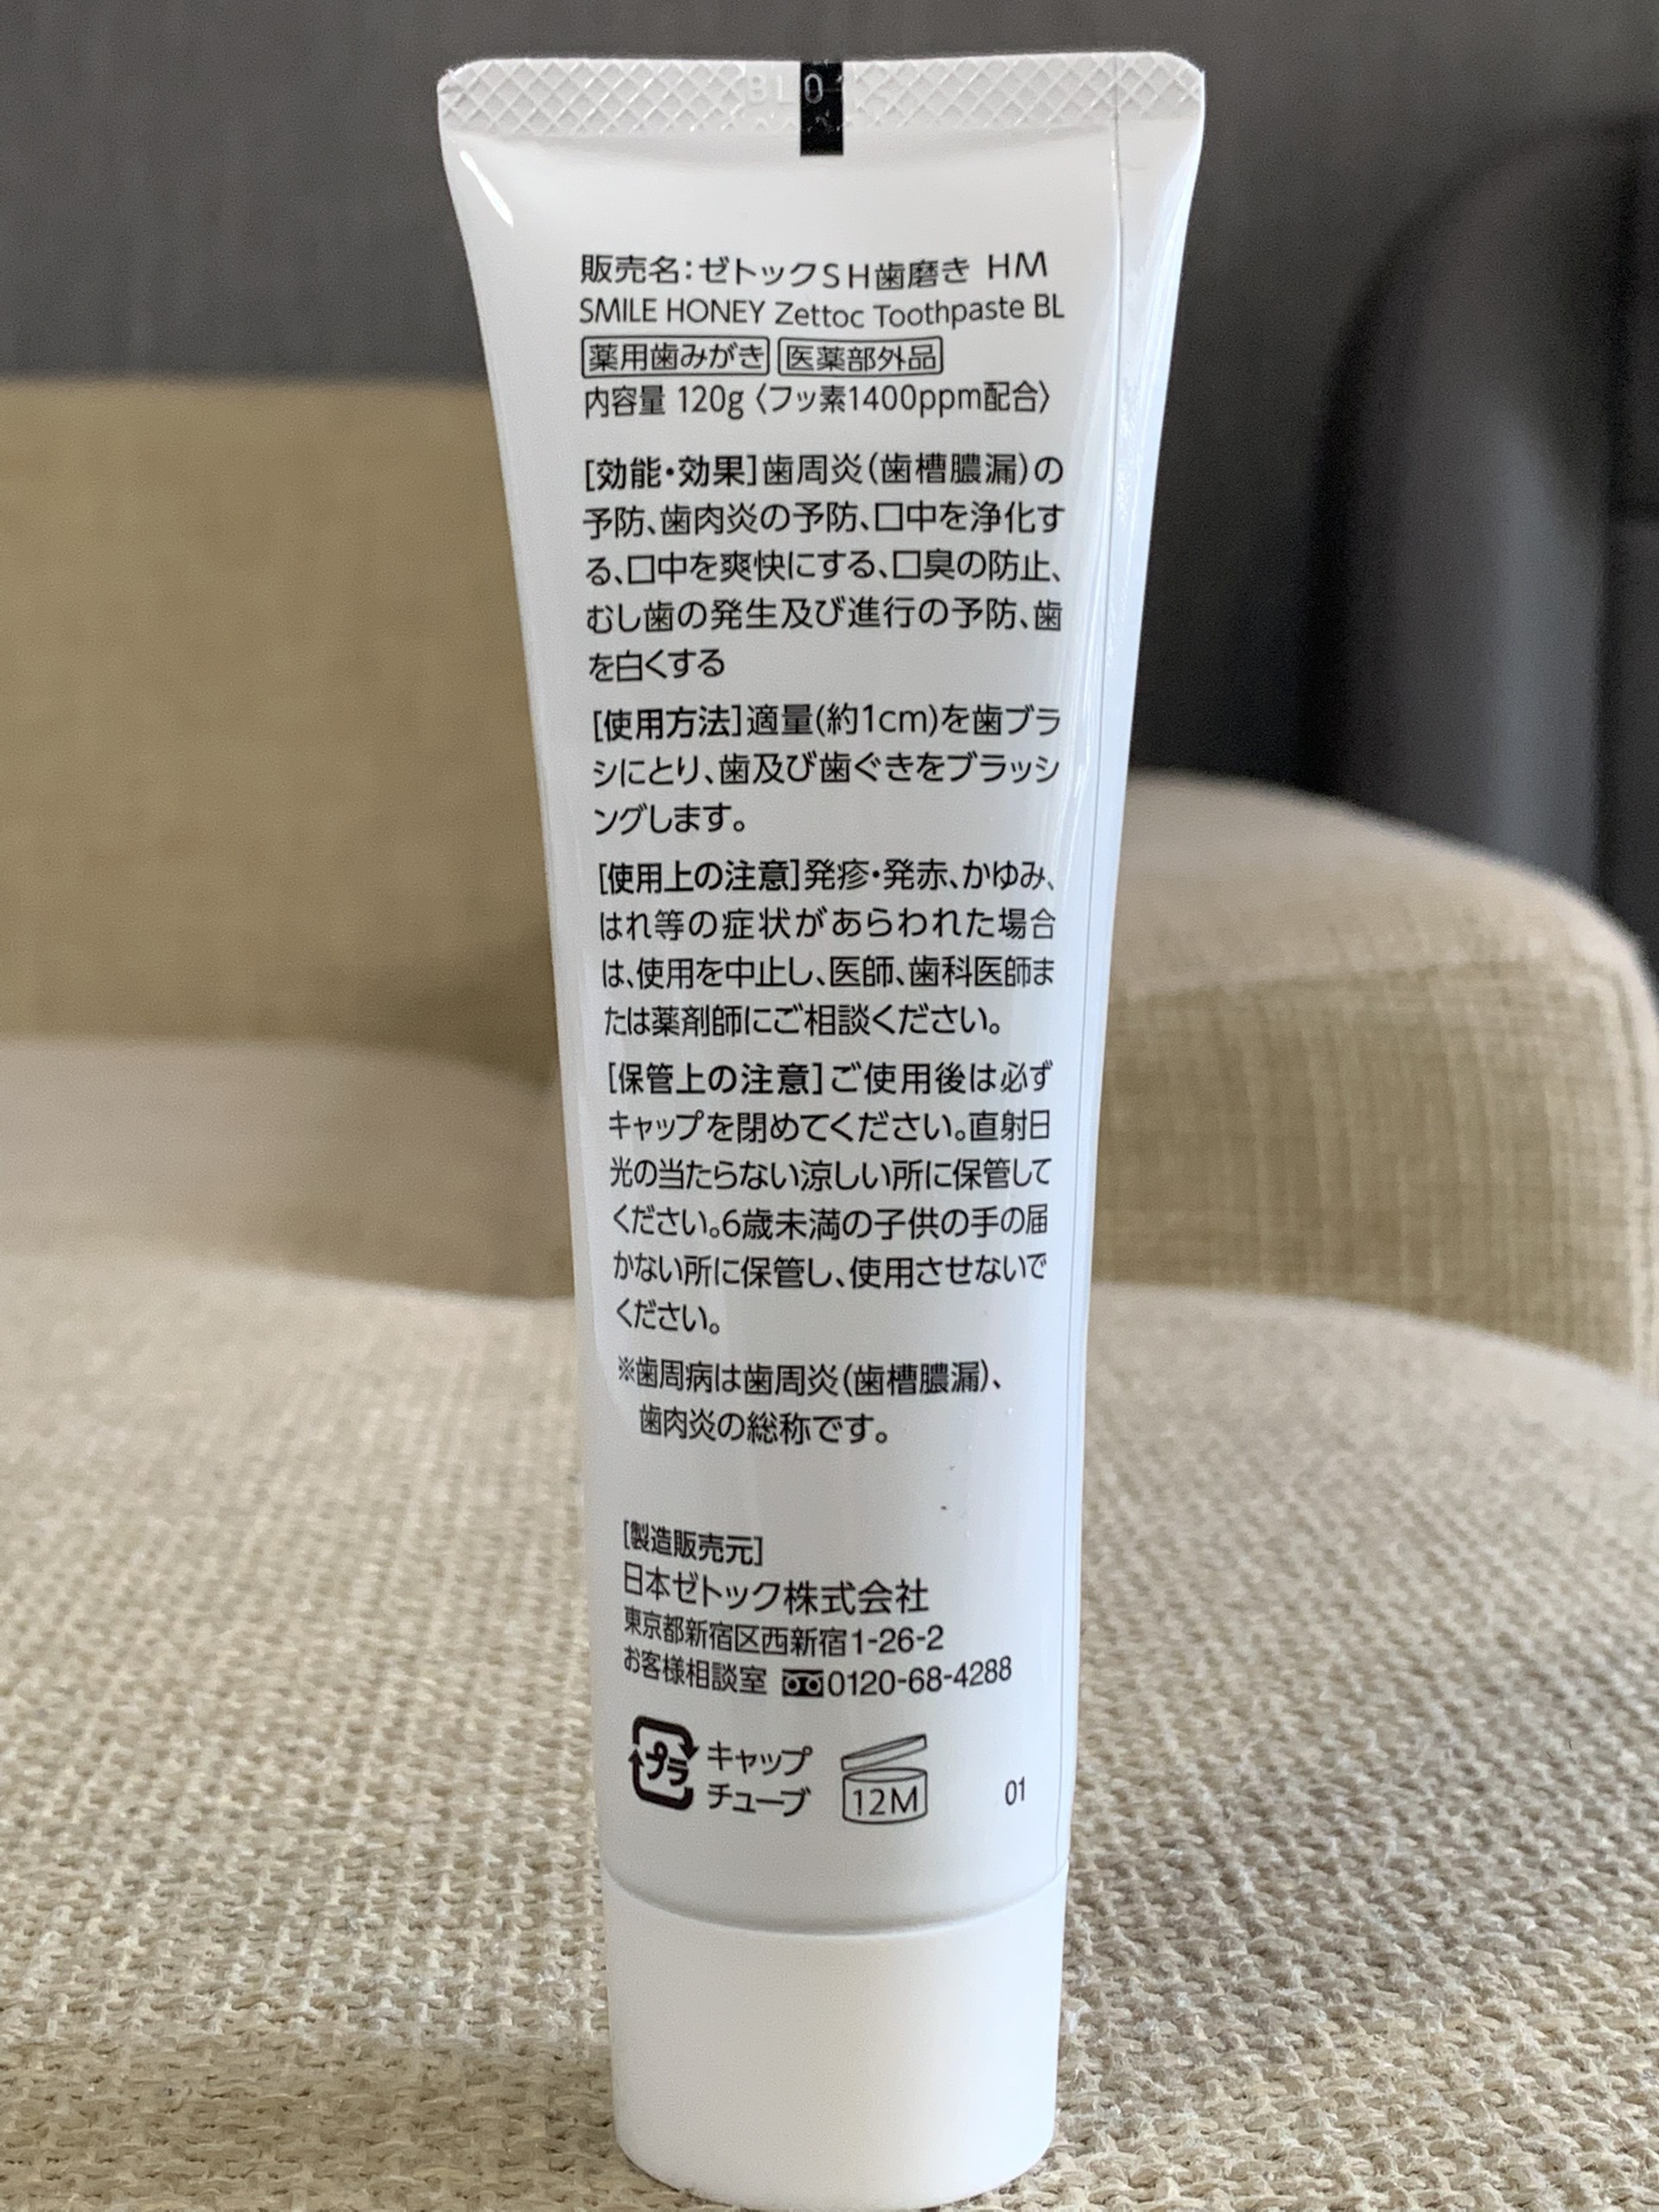 BL0
販売名：ゼトックSH歯磨き HM
SMILE HONEY Zettoc Toothpaste BL
薬用歯みがき 医薬部外品
内容量 120g〈フッ素1400ppm配合〉
[効能・効果]歯周炎(歯槽膿漏)の
予防、歯肉炎の予防、口中を浄化す
る、口中を爽快にする、口臭の防止、
むし歯の発生及び進行の予防、歯
を白くする
[使用方法]適量(約1cm)を歯ブラ
シにとり、歯及び歯ぐきをブラッシ
ングします。
[使用上の注意]発疹・発赤、かゆみ、
はれ等の症状があらわれた場合
は、使用を中止し、医師、歯科医師ま
たは薬剤師にご相談ください。
[保管上の注意]ご使用後は必ず
キャップを閉めてください。直射日
光の当たらない涼しい所に保管して
ください。6歳未満の子供の手の届
かない所に保管し、使用させないで
ください。
※歯周病は歯周炎(歯槽膿漏)、
歯肉炎の総称です。
[製造販売元]
日本ゼトック株式会社
東京都新宿区西新宿1-26-2
お客様相談室 0120-68-4288
プラ キャップ
チューブ
12M
01